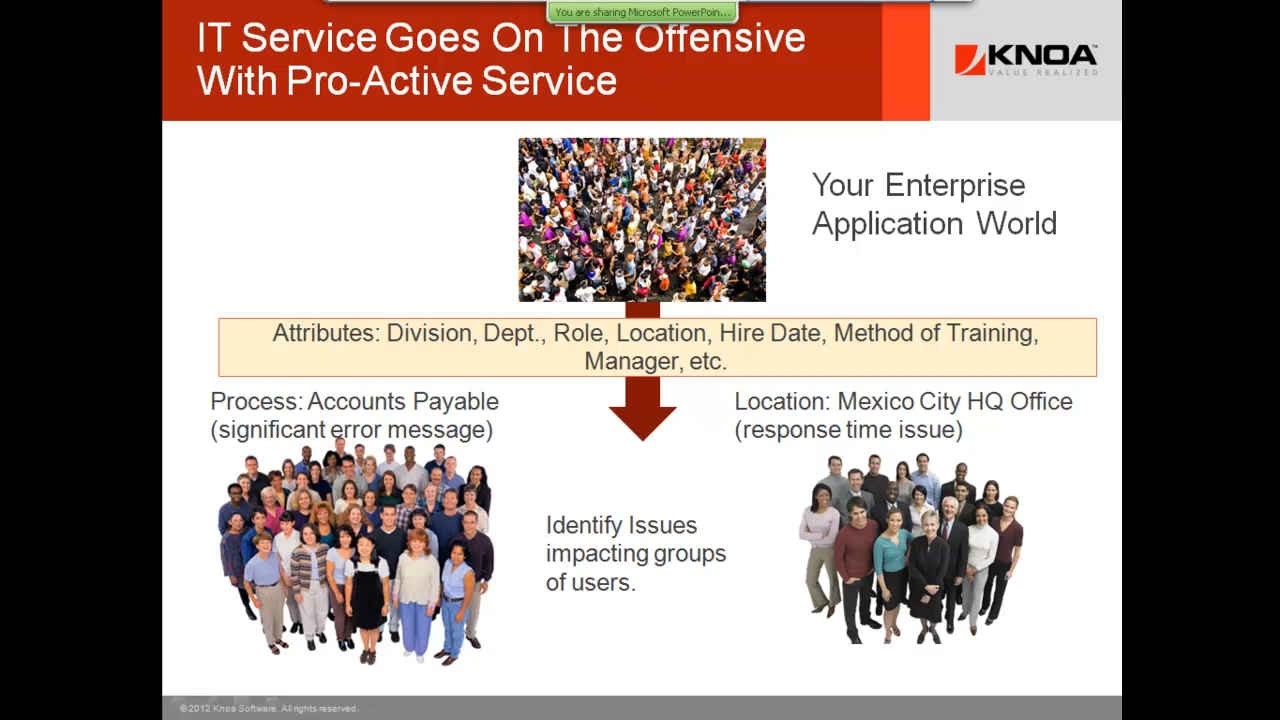 You are sharing Microsoft PowerPoin...
IT Service Goes On The Offensive
With Pro-Active Service
KNOA™
VALUE REALIZED
Your Enterprise
Application World
Attributes: Division, Dept., Role, Location, Hire Date, Method of Training,
Manager, etc.
Process: Accounts Payable
(significant error message)
Location: Mexico City HQ Office
(response time issue)
Identify Issues
impacting groups
of users.
© 2012 Knoa Software. All rights reserved.